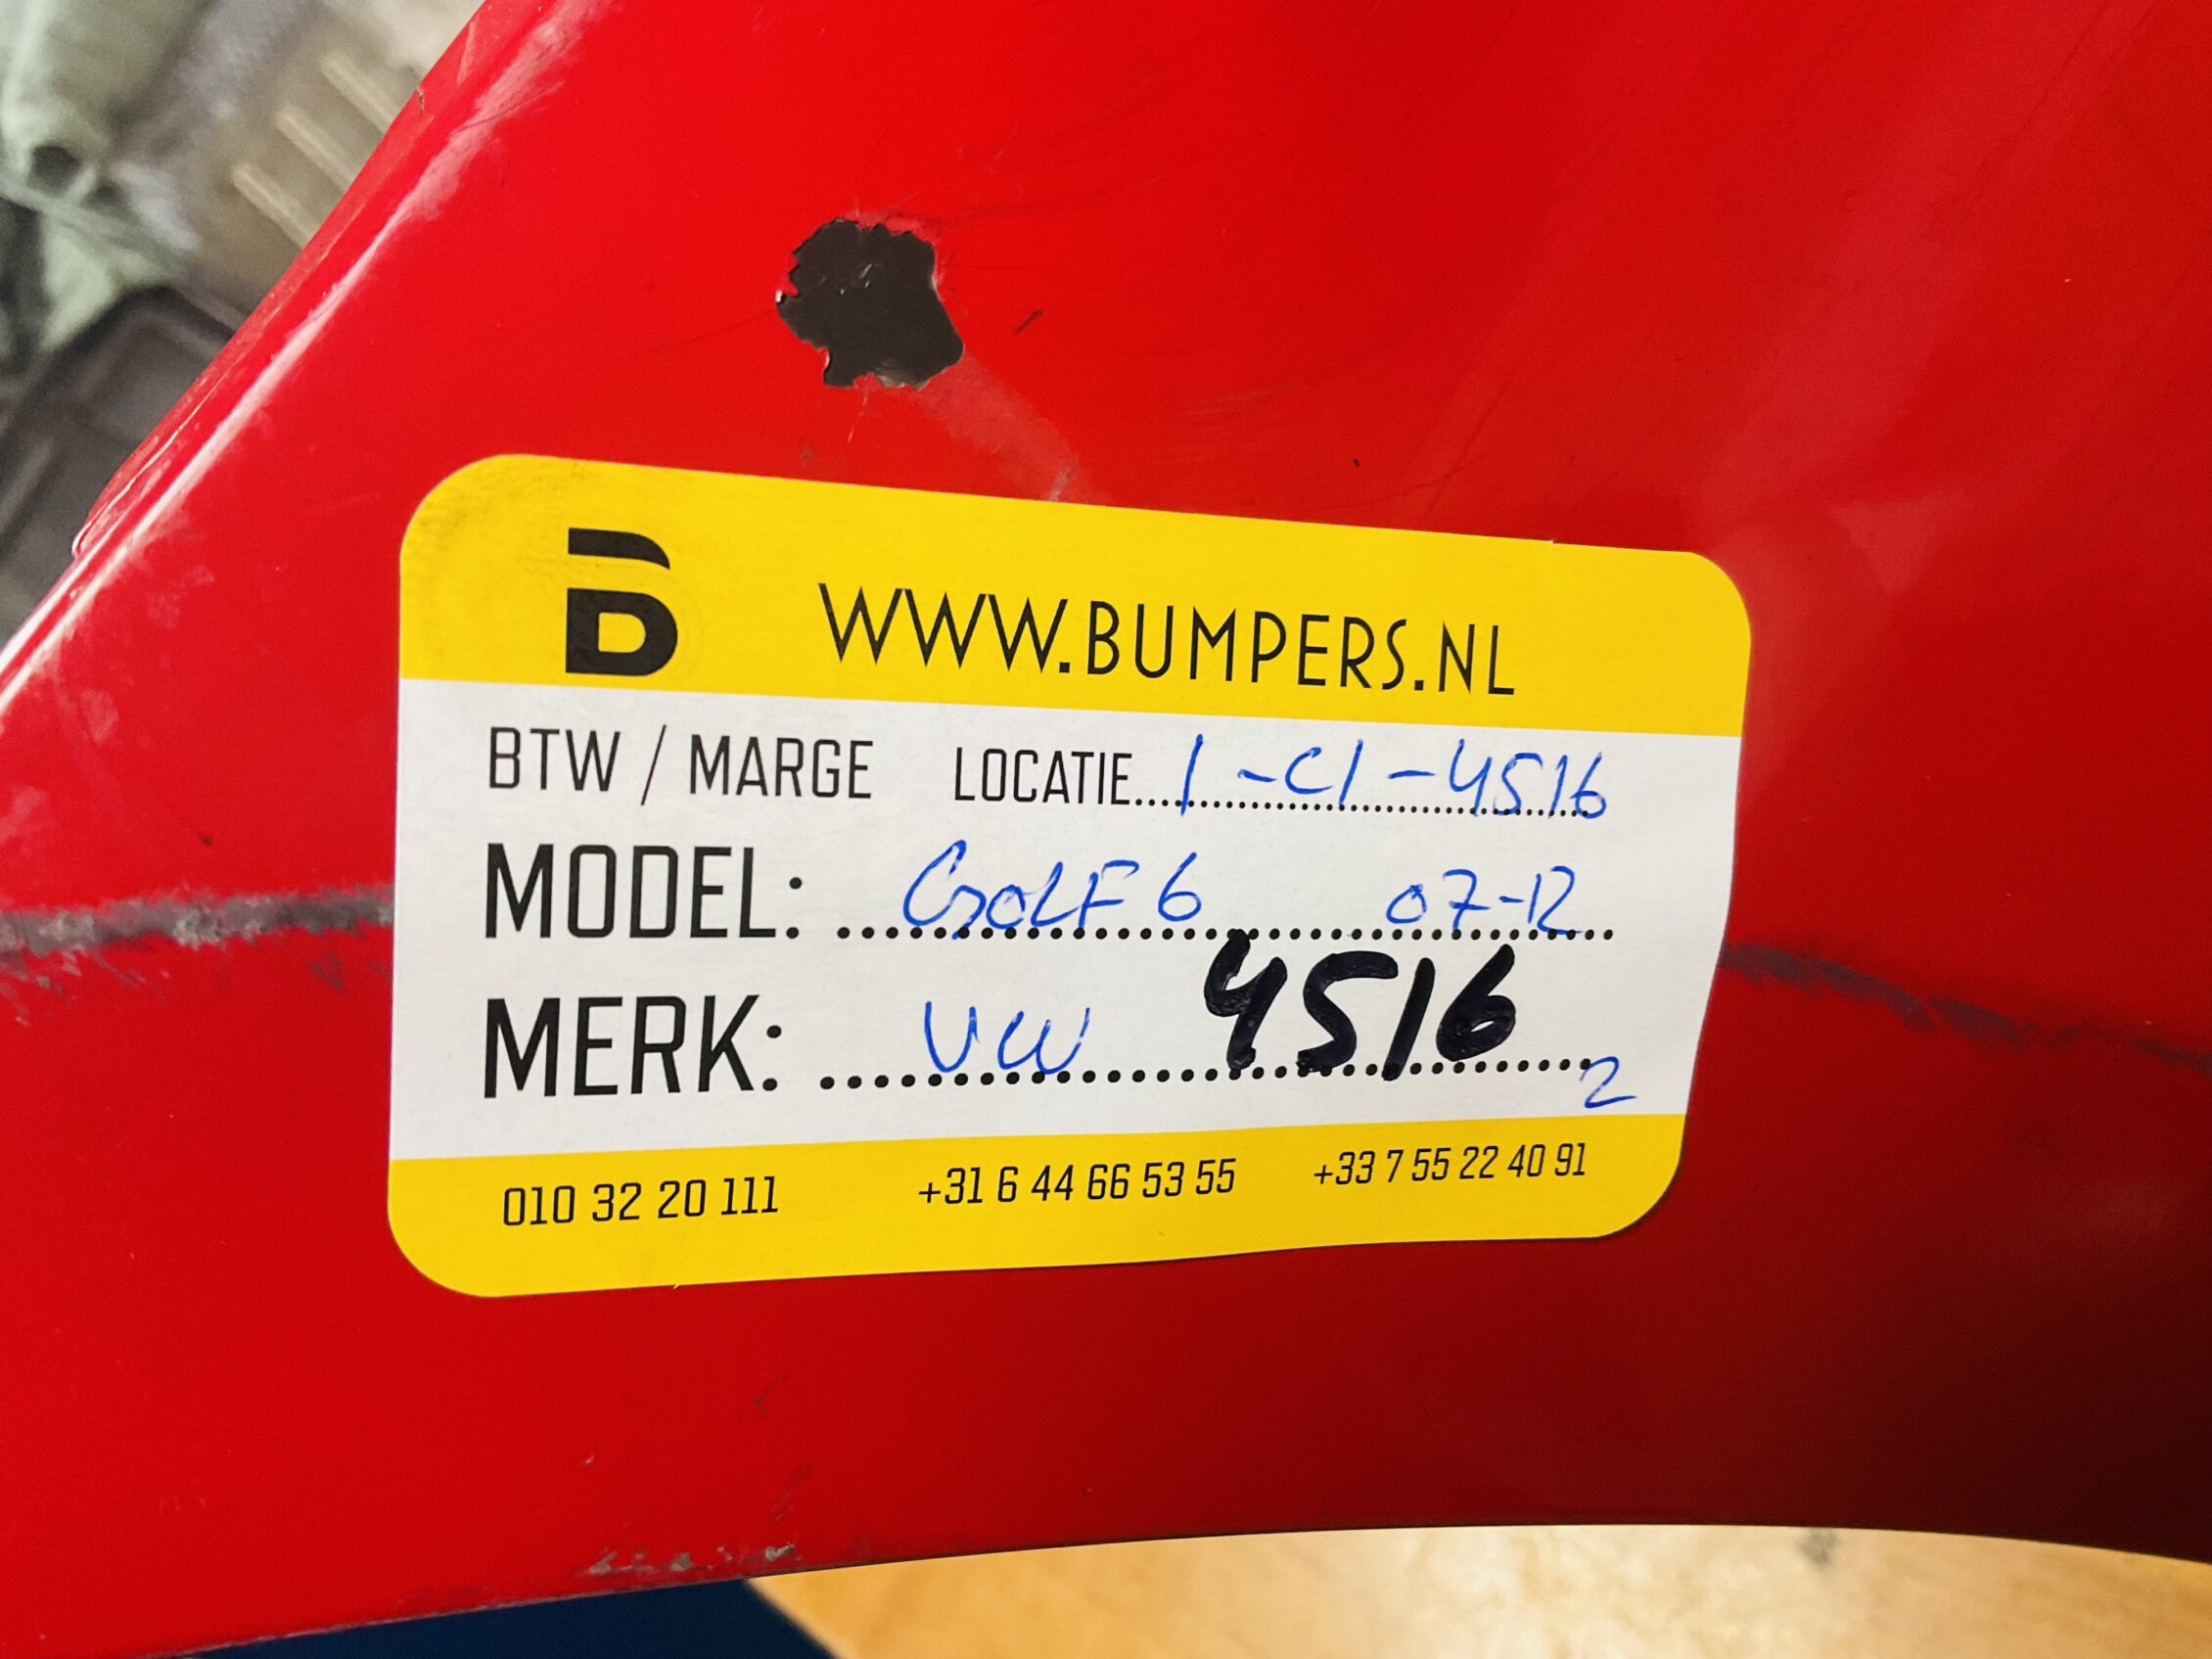 B WWW.BUMPERS.NL
BTW / MARGE LOCATIE 1-C1-4516
MODEL: GOLF 6 07-12
MERK: VW 4516
2
010 32 20 111 +31 6 44 66 53 55 +33 7 55 22 40 91